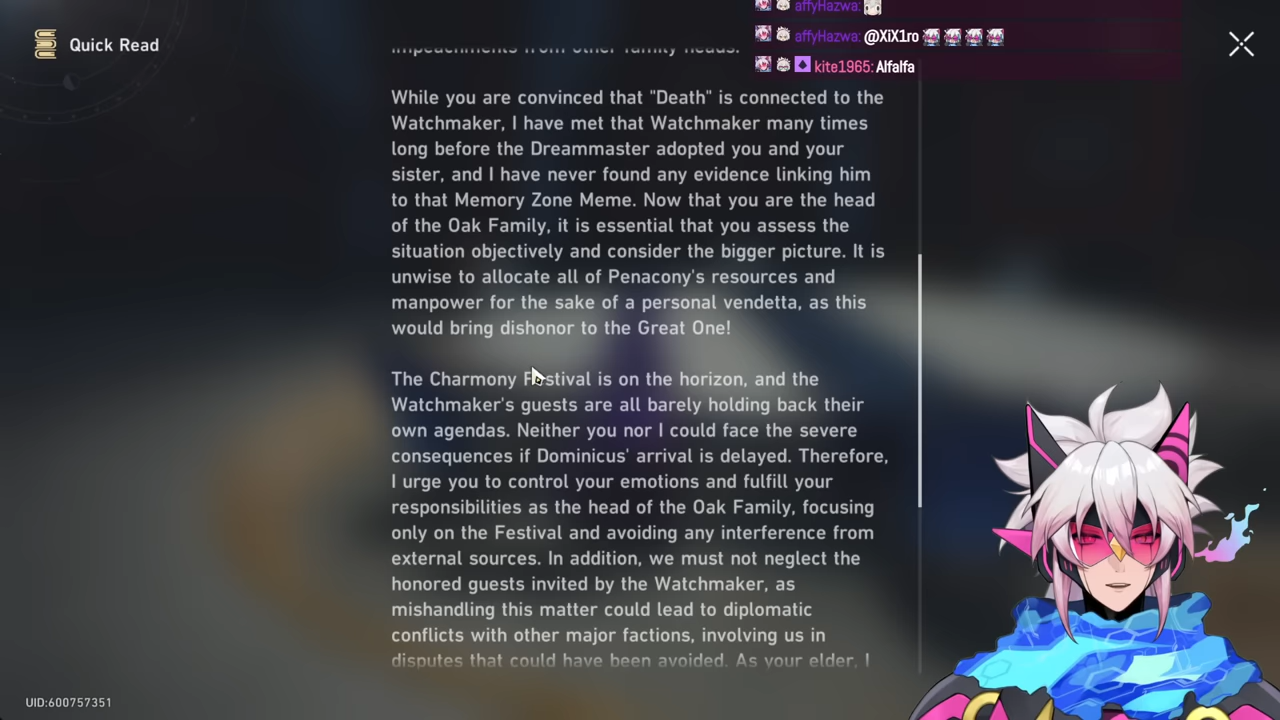 Quick Read
affyHazwa:
affyHazwa: @XiX1ro
kite1965: Alfalfa
impeachments from other family heads.
While you are convinced that "Death" is connected to the
Watchmaker, I have met that Watchmaker many times
long before the Dreammaster adopted you and your
sister, and I have never found any evidence linking him
to that Memory Zone Meme. Now that you are the head
of the Oak Family, it is essential that you assess the
situation objectively and consider the bigger picture. It is
unwise to allocate all of Penacony's resources and
manpower for the sake of a personal vendetta, as this
would bring dishonor to the Great One!
The Charmony Festival is on the horizon, and the
Watchmaker's guests are all barely holding back their
own agendas. Neither you nor I could face the severe
consequences if Dominicus' arrival is delayed. Therefore,
I urge you to control your emotions and fulfill your
responsibilities as the head of the Oak Family, focusing
only on the Festival and avoiding any interference from
external sources. In addition, we must not neglect the
honored guests invited by the Watchmaker, as
mishandling this matter could lead to diplomatic
conflicts with other major factions, involving us in
disputes that could have been avoided. As your elder, I
UID:600757351